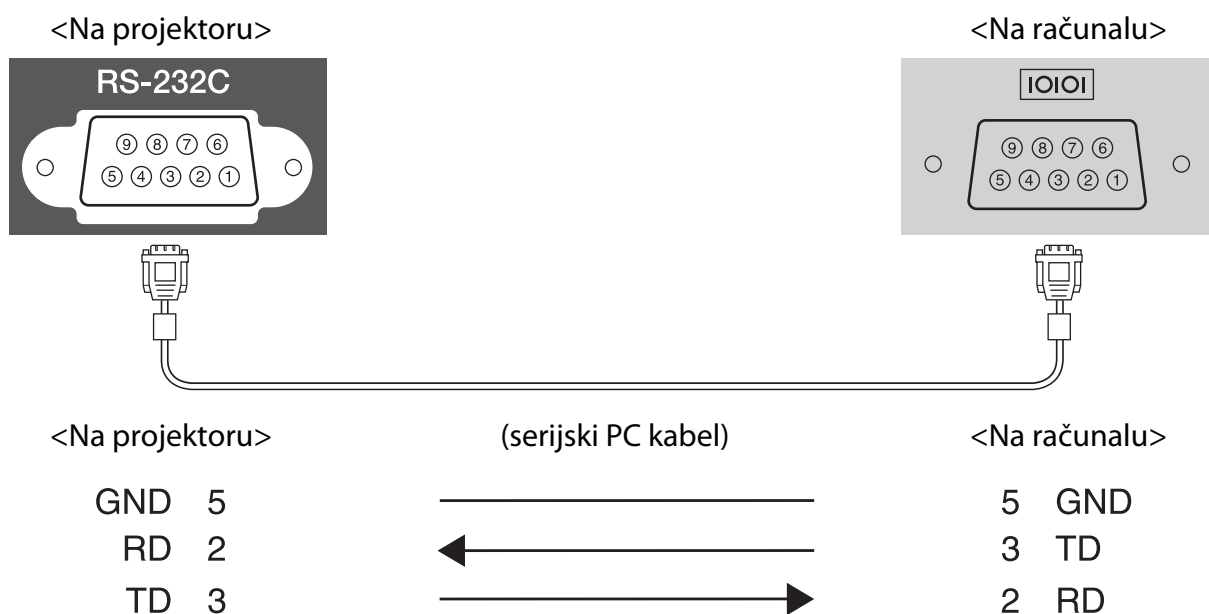 <Na projektoru> <Na računalu>
RS-232C IOIOI
9 8 7 6 9 8 7 6
5 4 3 2 1 5 4 3 2 1
<Na projektoru> (serijski PC kabel) <Na računalu>
GND 5 5 GND
RD 2 3 TD
TD 3 2 RD